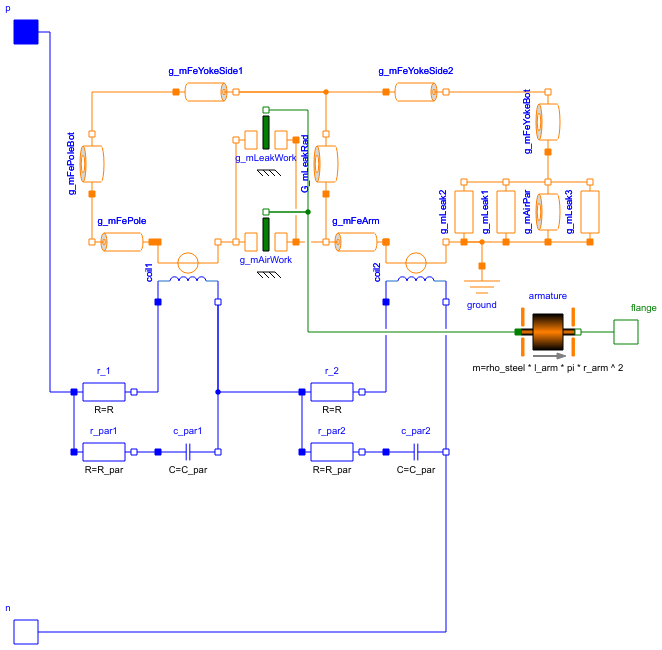 p
g_mFeYokeSide1
g_mFeYokeSide2
g_mFeYokeBot
g_mLeakWork
G_mLeakRad
g_mFePoleBot
g_mLeak2
g_mLeak1
g_mAirPar
g_mLeak3
g_mFePole
g_mFeArm
g_mAirWork
coil1
coil2
ground
armature
flange
m=rho_steel * l_arm * pi * r_arm ^ 2
r_1
R=R
r_2
R=R
r_par1
R=R_par
c_par1
C=C_par
r_par2
R=R_par
c_par2
C=C_par
n